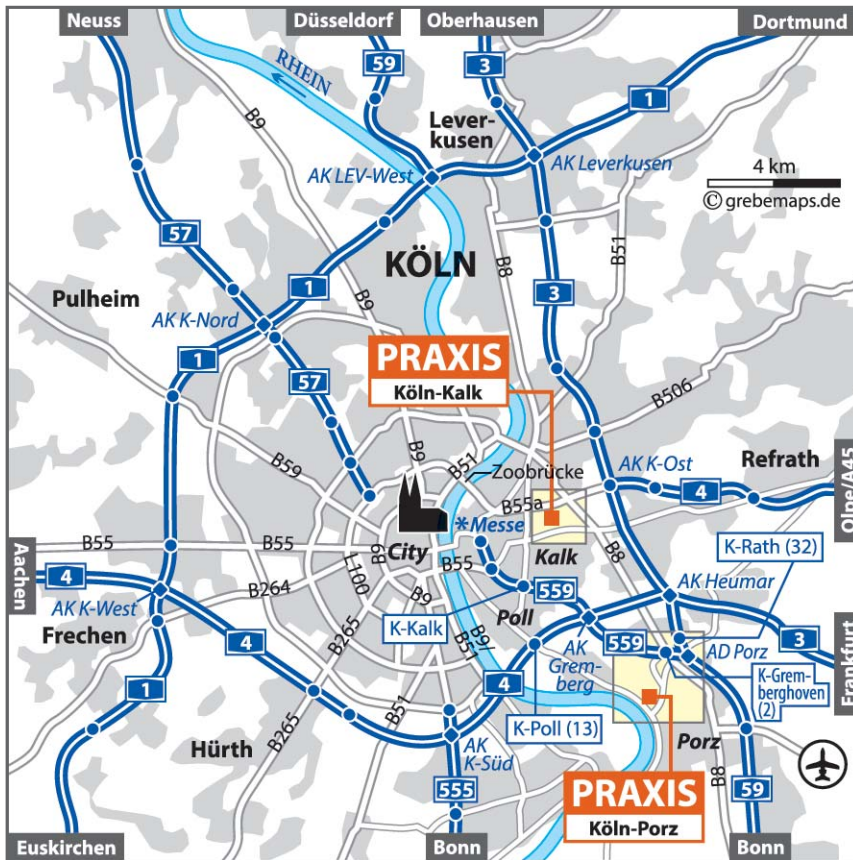 Neuss
Düsseldorf
Oberhausen
Dortmund
RHEIN
59
3
1
B9
Lever-
kusen
AK LEV-West
AK Leverkusen
4 km
© grebemaps.de
57
B51
B8
KÖLN
3
Pulheim
1
B9
AK K-Nord
1
57
PRAXIS
Köln-Kalk
B506
B59
B9
B51
Zoobrücke
AK K-Ost
Refrath
Olpe/A45
4
B55a
*Messe
City
Kalk
B8
K-Rath (32)
B55
B55
B9
L100
B55
Aachen
4
B264
AK K-West
B9
K-Kalk
Poll
559
AK Heumar
Frechen
B265
B51
B9/
AK
Grem-
berg
559
AD Porz
3
Frankfurt
4
4
K-Grem-
berghoven
(2)
1
B265
B51
K-Poll (13)
Hürth
AK
K-Süd
Porz
B8
PRAXIS
Köln-Porz
555
59
Euskirchen
Bonn
Bonn